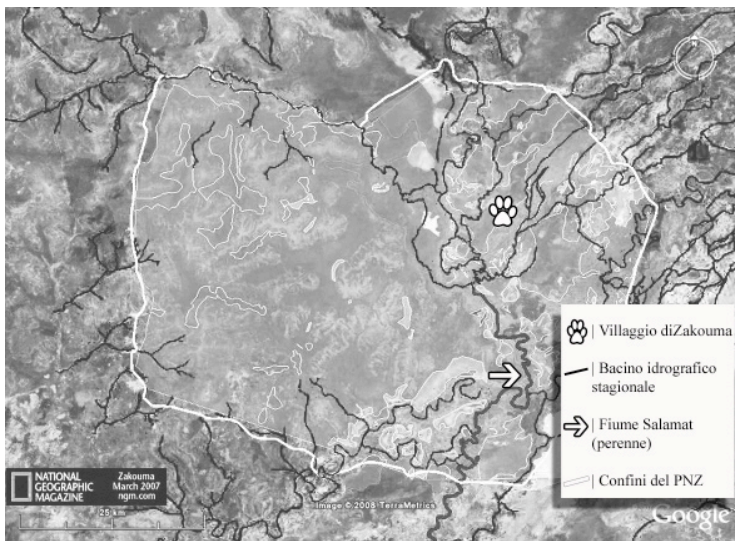 N
| Villaggio diZakouma
| Bacino idrografico
stagionale
| Fiume Salamat
(perenne)
| Confini del PNZ
NATIONAL
GEOGRAPHIC
MAGAZINE
Zakouma
March 2007
ngm.com
25 km
Image © 2008 TerraMetrics
Google